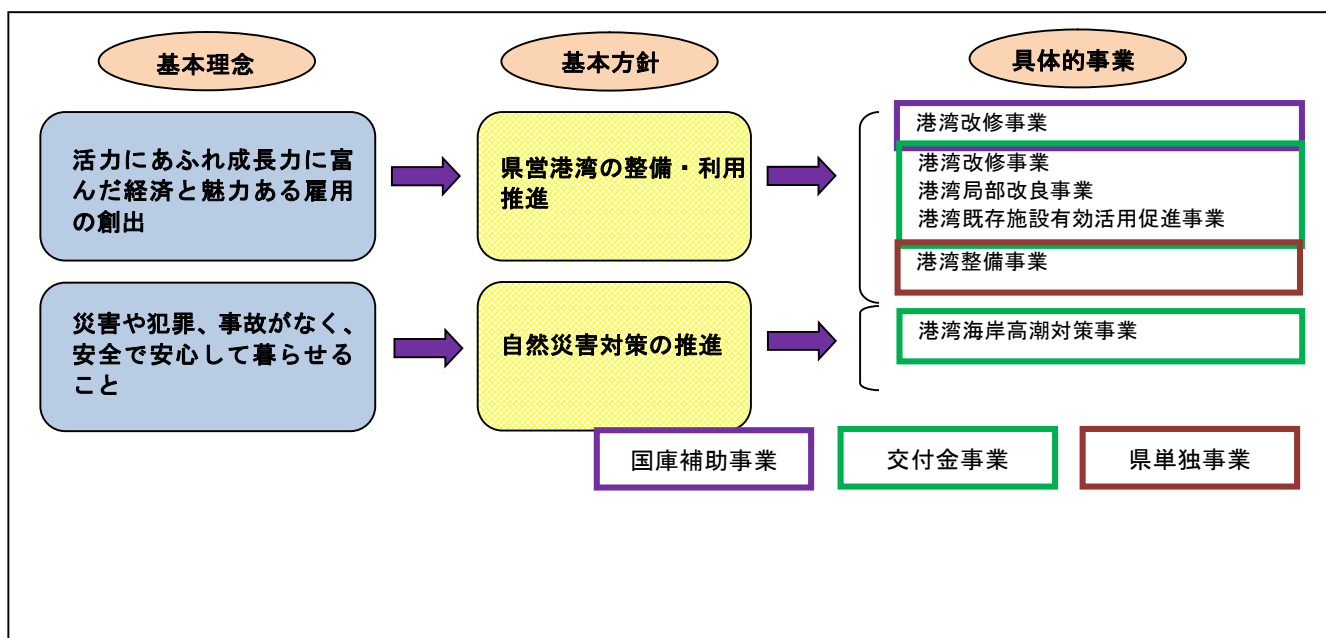 基本理念
基本方針
具体的事業
活力にあふれ成長力に富
んだ経済と魅力ある雇用
の創出
県営港湾の整備・利用
推進
港湾改修事業
港湾改修事業
港湾局部改良事業
港湾既存施設有効活用促進事業
港湾整備事業
災害や犯罪、事故がなく、
安全で安心して暮らせる
こと
自然災害対策の推進
港湾海岸高潮対策事業
国庫補助事業
交付金事業
県単独事業